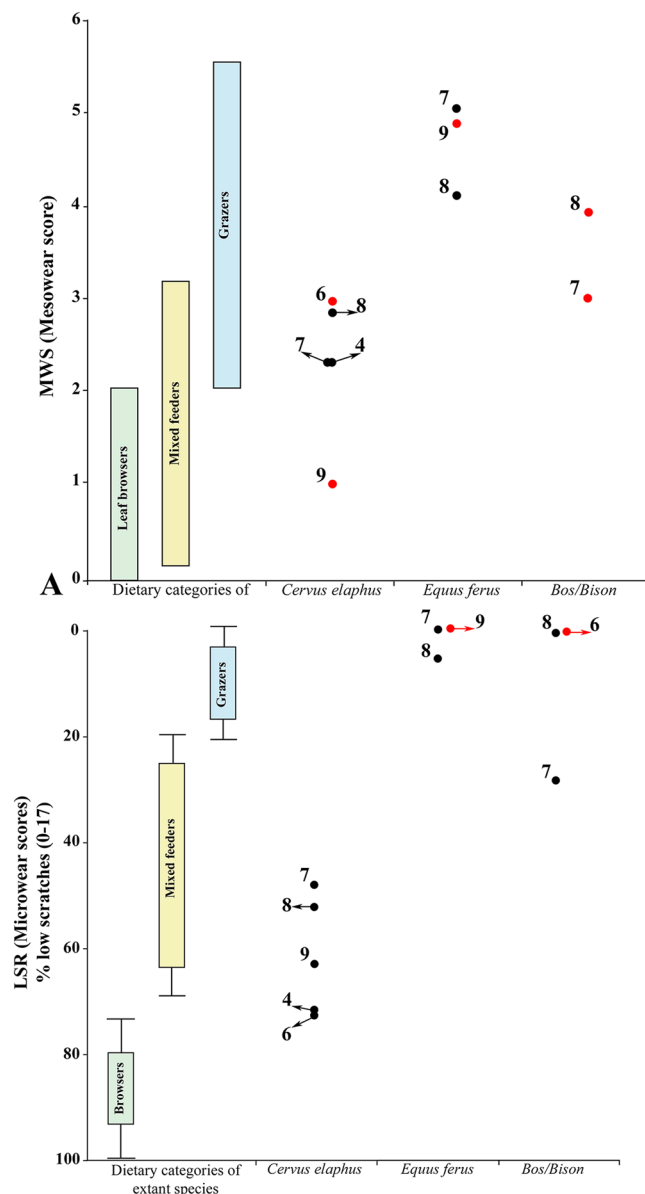 6
5
4
3
2
1
0
MWS (Mesowear score)
Leaf browsers
Mixed feeders
Grazers
6
8
7
4
9
7
9
8
8
7
A
Dietary categories of
Cervus elaphus
Equus ferus
Bos/Bison
0
20
40
60
80
100
LSR (Microwear scores)
% low scratches (0-17)
Browsers
Mixed feeders
Grazers
7
8
9
4
6
7
9
8
8
6
7
Dietary categories of
extant species
Cervus elaphus
Equus ferus
Bos/Bison